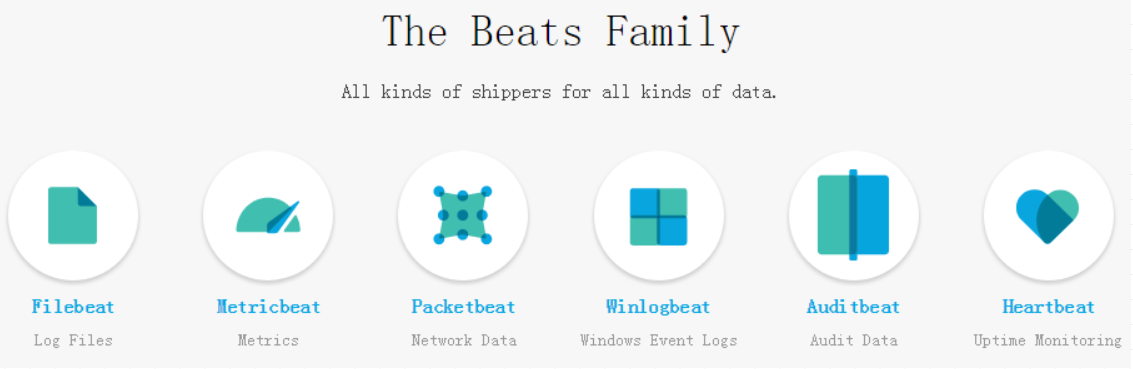 The Beats Family
All kinds of shippers for all kinds of data.
Filebeat Metricbeat Packetbeat Winlogbeat Auditbeat Heartbeat
Log Files Metrics Network Data Windows Event Logs Audit Data Uptime Monitoring